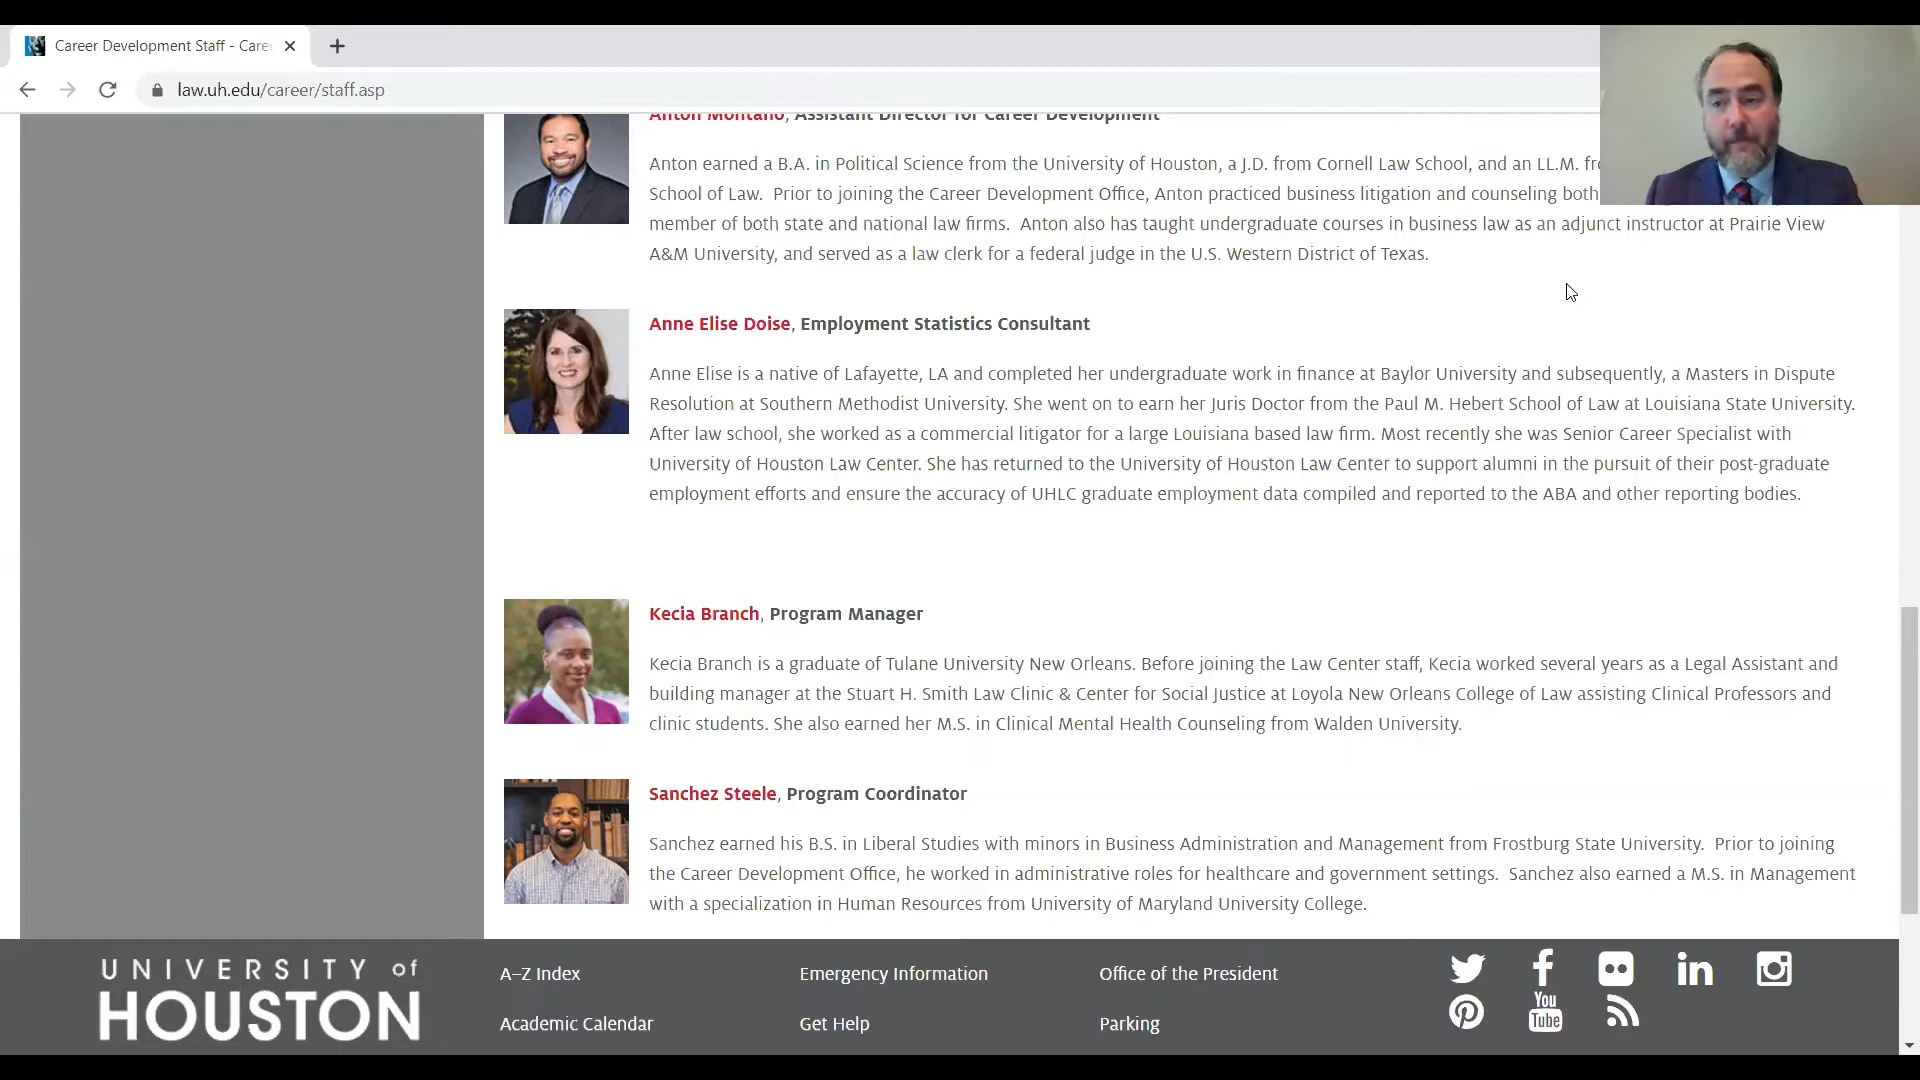 Career Development Staff - Care
law.uh.edu/career/staff.asp
Anton Montano, Assistant Director for Career Development
Anton earned a B.A. in Political Science from the University of Houston, a J.D. from Cornell Law School, and an LL.M.
School of Law. Prior to joining the Career Development Office, Anton practiced business litigation and counseling both
member of both state and national law firms. Anton also has taught undergraduate courses in business law as an adjunct instructor at Prairie View
A&M University, and served as a law clerk for a federal judge in the U.S. Western District of Texas.
Anne Elise Doise, Employment Statistics Consultant
Anne Elise is a native of Lafayette, LA and completed her undergraduate work in finance at Baylor University and subsequently, a Masters in Dispute
Resolution at Southern Methodist University. She went on to earn her Juris Doctor from the Paul M. Hebert School of Law at Louisiana State University.
After law school, she worked as a commercial litigator for a large Louisiana based law firm. Most recently she was Senior Career Specialist with
University of Houston Law Center. She has returned to the University of Houston Law Center to support alumni in the pursuit of their post-graduate
employment efforts and ensure the accuracy of UHLC graduate employment data compiled and reported to the ABA and other reporting bodies.
Kecia Branch, Program Manager
Kecia Branch is a graduate of Tulane University New Orleans. Before joining the Law Center staff, Kecia worked several years as a Legal Assistant and
building manager at the Stuart H. Smith Law Clinic & Center for Social Justice at Loyola New Orleans College of Law assisting Clinical Professors and
clinic students. She also earned her M.S. in Clinical Mental Health Counseling from Walden University.
Sanchez Steele, Program Coordinator
Sanchez earned his B.S. in Liberal Studies with minors in Business Administration and Management from Frostburg State University. Prior to joining
the Career Development Office, he worked in administrative roles for healthcare and government settings. Sanchez also earned a M.S. in Management
with a specialization in Human Resources from University of Maryland University College.
UNIVERSITY of
HOUSTON
A–Z Index
Emergency Information
Office of the President
Academic Calendar
Get Help
Parking
You
Tube